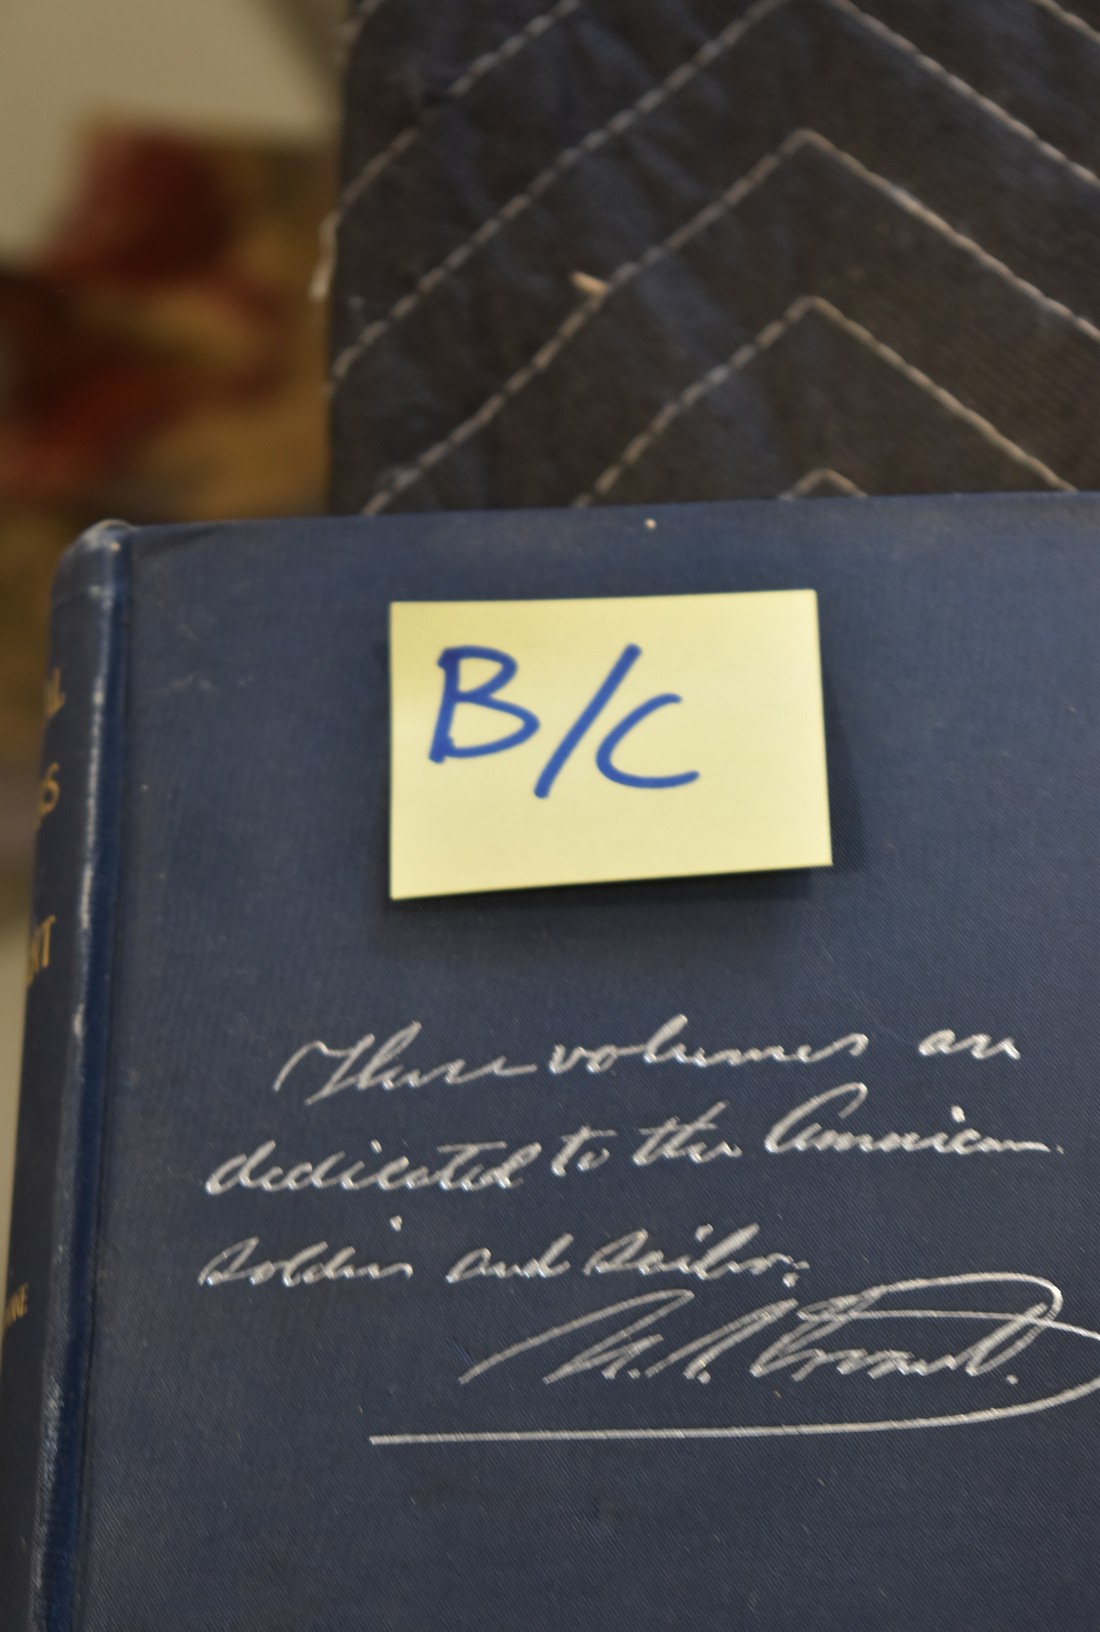 B/C
These volumes are
dedicated to the American
soldier and sailor.
U. S. Grant.